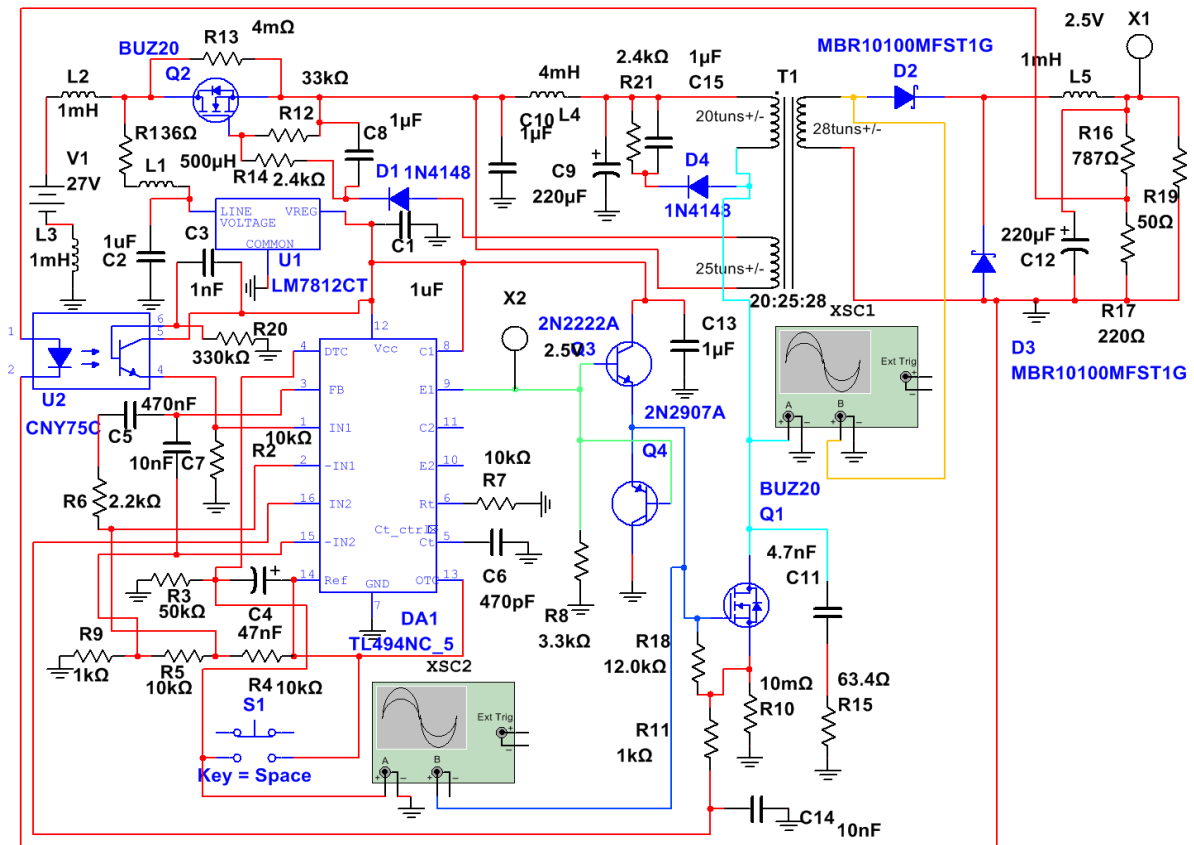 R13
4mΩ
BUZ20
Q2
33kΩ
L2
1mH
R12
V1
27V
R136Ω
L1
500µH
R14
2.4kΩ
C8
1µF
D1
1N4148
L3
1mH
1uF
C2
C3
1nF
LINE
VOLTAGE
VREG
COMMON
U1
LM7812CT
C1
1uF
4mH
L4
C10
1µF
C9
220µF
2.4kΩ
R21
1µF
C15
D4
1N4148
T1
20tuns+/-
28tuns+/-
25tuns+/-
20:25:28
MBR10100MFST1G
D2
2.5V
X1
1mH
L5
R16
787Ω
R19
50Ω
220µF
C12
R17
220Ω
D3
MBR10100MFST1G
XSC1
Ext Trig
+
A
B
+
−
+
−
1
2
6
5
4
U2
CNY75C
R20
330kΩ
X2
2.5V
2N2222A
Q3
2N2907A
Q4
C13
1µF
12
Vcc
4
DTC
C1
8
3
FB
E1
9
1
IN1
C2
11
2
-IN1
E2
10
16
IN2
Rt
6
Ct_ctrl
15
-IN2
Ct
5
14
Ref
GND
OTC
13
7
DA1
TL494NC_5
470nF
C5
10nF
C7
10kΩ
R2
R6
2.2kΩ
10kΩ
R7
C6
470pF
R8
3.3kΩ
R3
50kΩ
C4
47nF
R9
1kΩ
R5
10kΩ
R4
10kΩ
S1
Key = Space
XSC2
Ext Trig
+
A
B
+
−
+
−
BUZ20
Q1
4.7nF
C11
R18
12.0kΩ
10mΩ
R10
63.4Ω
R15
R11
1kΩ
C14
10nF